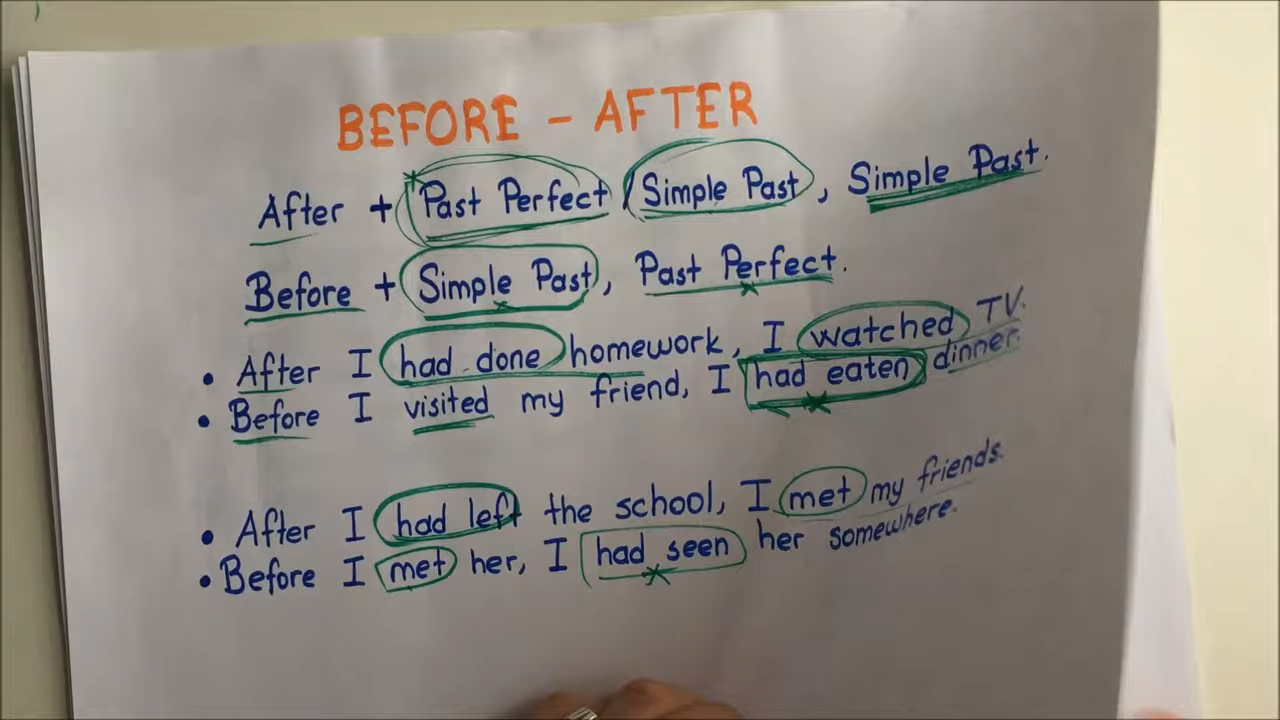 BEFORE - AFTER
After + Past Perfect / Simple Past, Simple Past.
Before + Simple Past, Past Perfect.
• After I had done homework, I watched TV.
• Before I visited my friend, I had eaten dinner.
• After I had left the school, I met my friends.
• Before I met her, I had seen her somewhere.